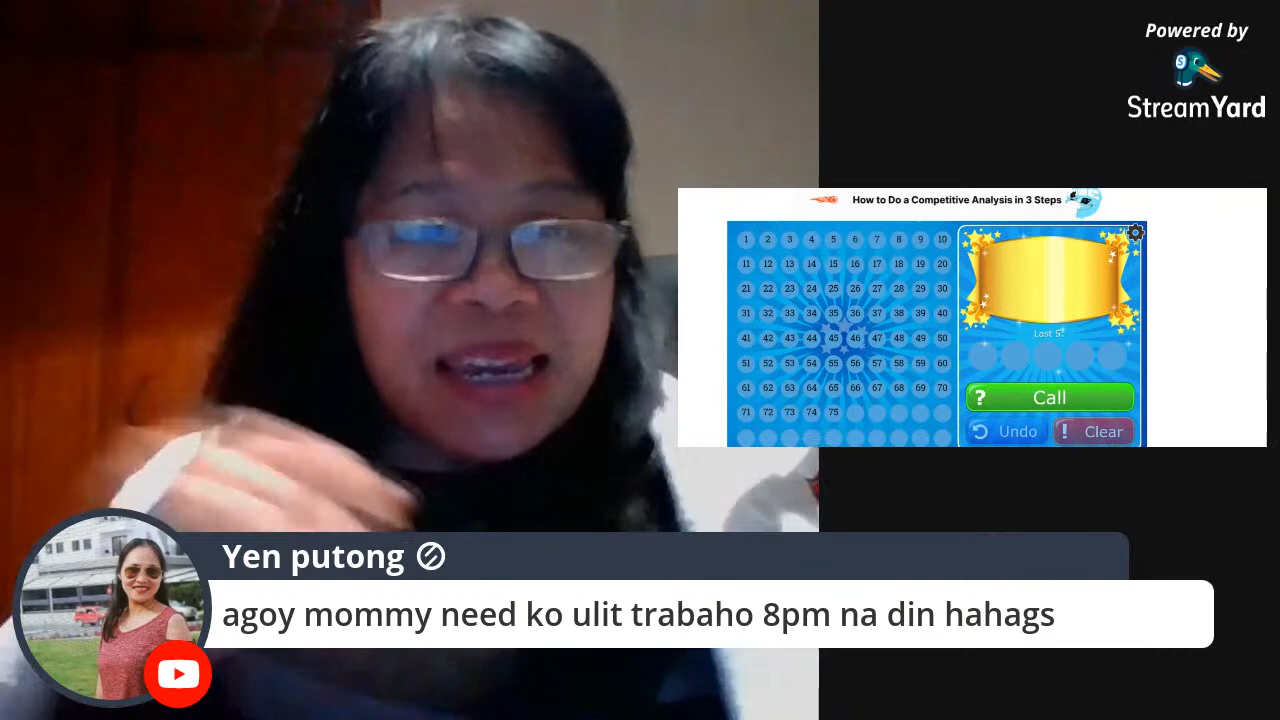 Powered by
StreamYard
How to Do a Competitive Analysis in 3 Steps
1 2 3 4 5 6 7 8 9 10
11 12 13 14 15 16 17 18 19 20
21 22 23 24 25 26 27 28 29 30
31 32 33 34 35 36 37 38 39 40
41 42 43 44 45 46 47 48 49 50
51 52 53 54 55 56 57 58 59 60
61 62 63 64 65 66 67 68 69 70
71 72 73 74 75
Last 5:
? Call
Undo ! Clear
Yen putong
agoy mommy need ko ulit trabaho 8pm na din hahags